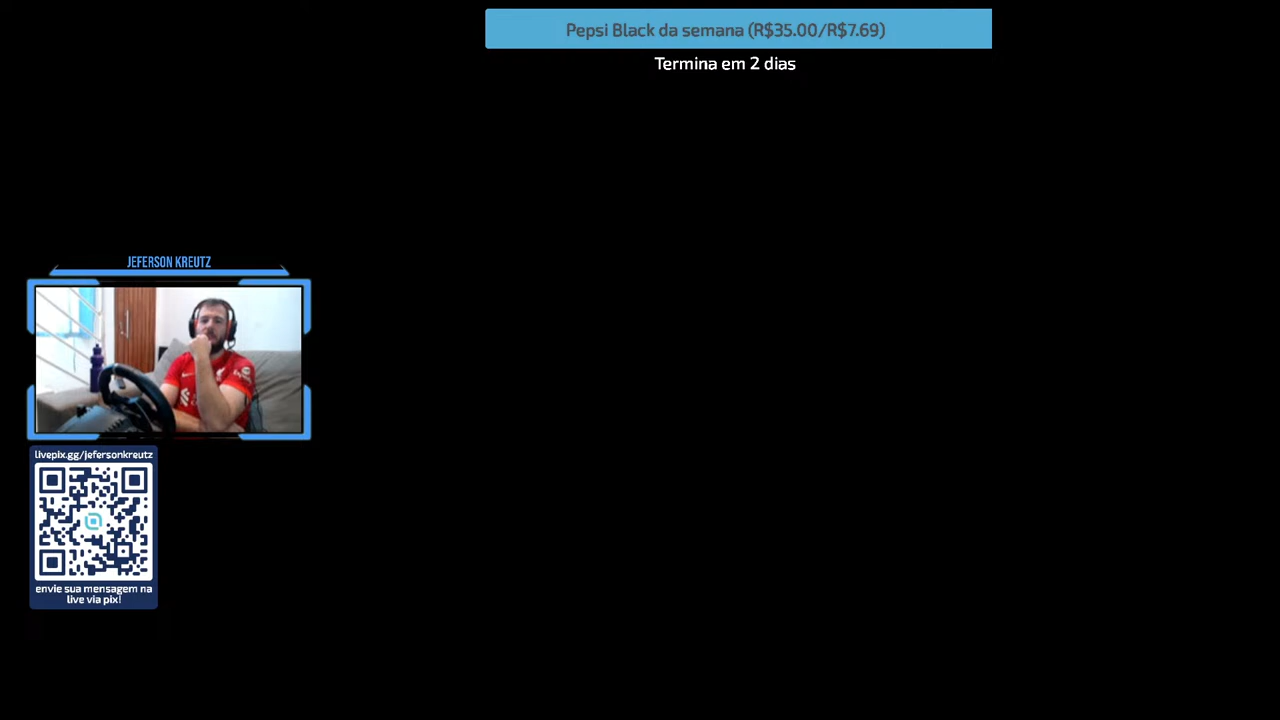 Pepsi Black da semana (R$35.00/R$7.69)
Termina em 2 dias
JEFERSON KREUTZ
livepix.gg/jefersonkreutz
envie sua mensagem na
live via pix!